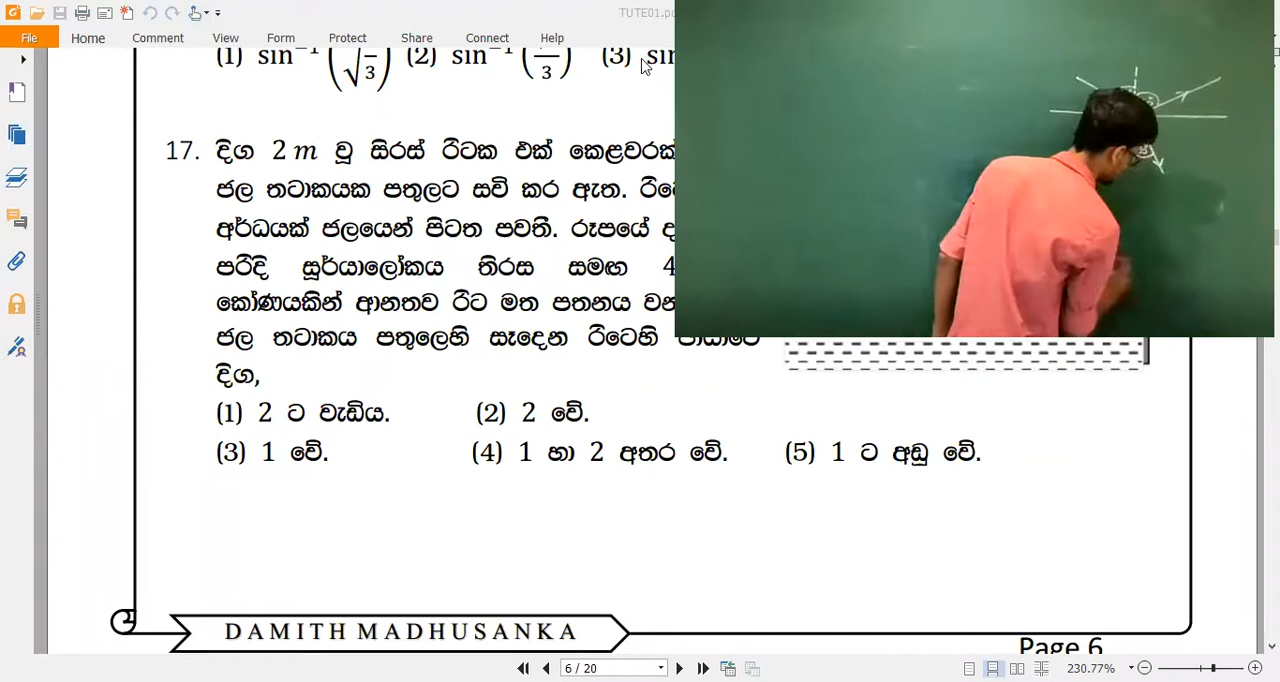 TUTE01.p
File Home Comment View Form Protect Share Connect Help
(1) sin⁻¹ (√ /3) (2) sin⁻¹ ( /3) (3) sin
17. දිග 2 m වූ සිරස් රිටක එක් කෙළවරක්
ජල තටාකයක පතුලට සවි කර ඇත. රිටෙ
අර්ධයක් ජලයෙන් පිටත පවතී. රූපයේ ද
පරිදි සූර්යාලෝකය තිරස සමඟ 4
කෝණයකින් ආනතව රිට මත පතනය වන
ජල තටාකය පතුලෙහි සෑදෙන රිටෙහි
දිග,
(1) 2 ට වැඩිය. (2) 2 වේ.
(3) 1 වේ. (4) 1 හා 2 අතර වේ. (5) 1 ට අඩු වේ.
DAMITH MADHUSANKA
Page 6
6 / 20 230.77%